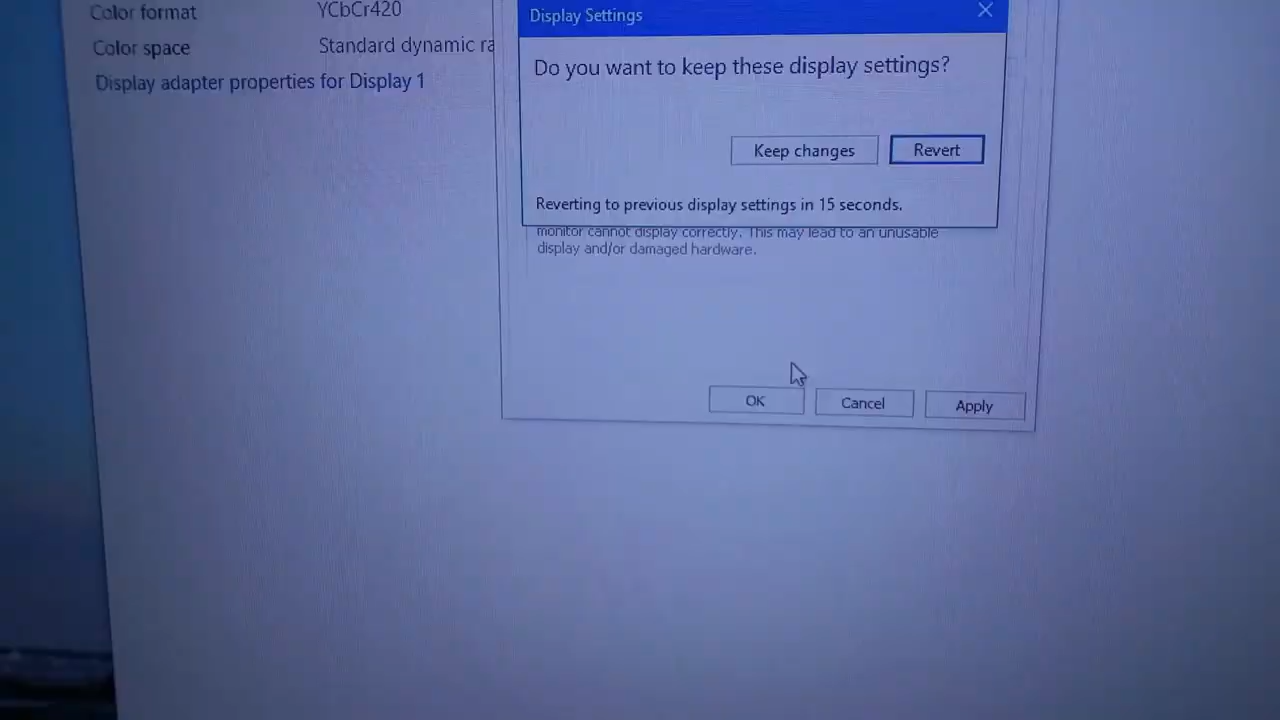 Color format YCbCr420
Color space Standard dynamic ra
Display adapter properties for Display 1
Display Settings
Do you want to keep these display settings?
Keep changes Revert
Reverting to previous display settings in 15 seconds.
monitor cannot display correctly. This may lead to an unusable
display and/or damaged hardware.
OK Cancel Apply